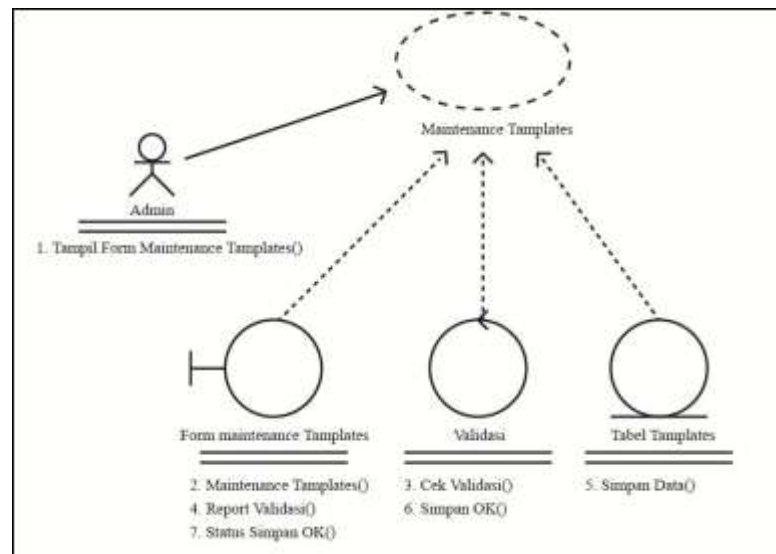 Maintenance Tamplates
Admin
1. Tampil Form Maintenance Tamplates()
Form maintenance Tamplates
Validasi
Tabel Tamplates
2. Maintenance Tamplates()
4. Report Validasi()
7. Status Simpan OK()
3. Cek Validasi()
6. Simpan OK()
5. Simpan Data()